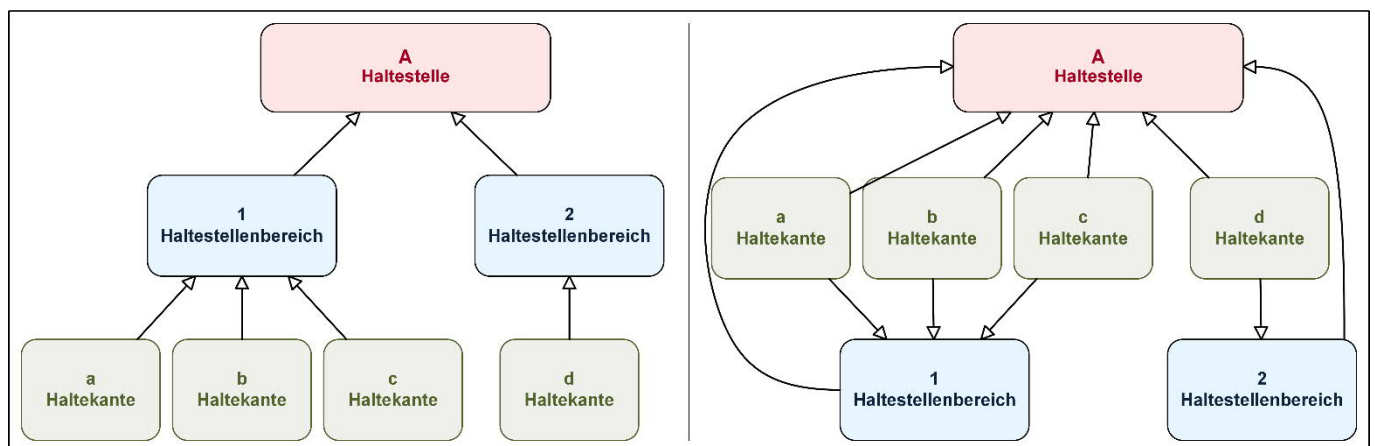 A
Haltestelle
1
Haltestellenbereich
2
Haltestellenbereich
a
Haltekante
b
Haltekante
c
Haltekante
d
Haltekante
A
Haltestelle
a
Haltekante
b
Haltekante
c
Haltekante
d
Haltekante
1
Haltestellenbereich
2
Haltestellenbereich